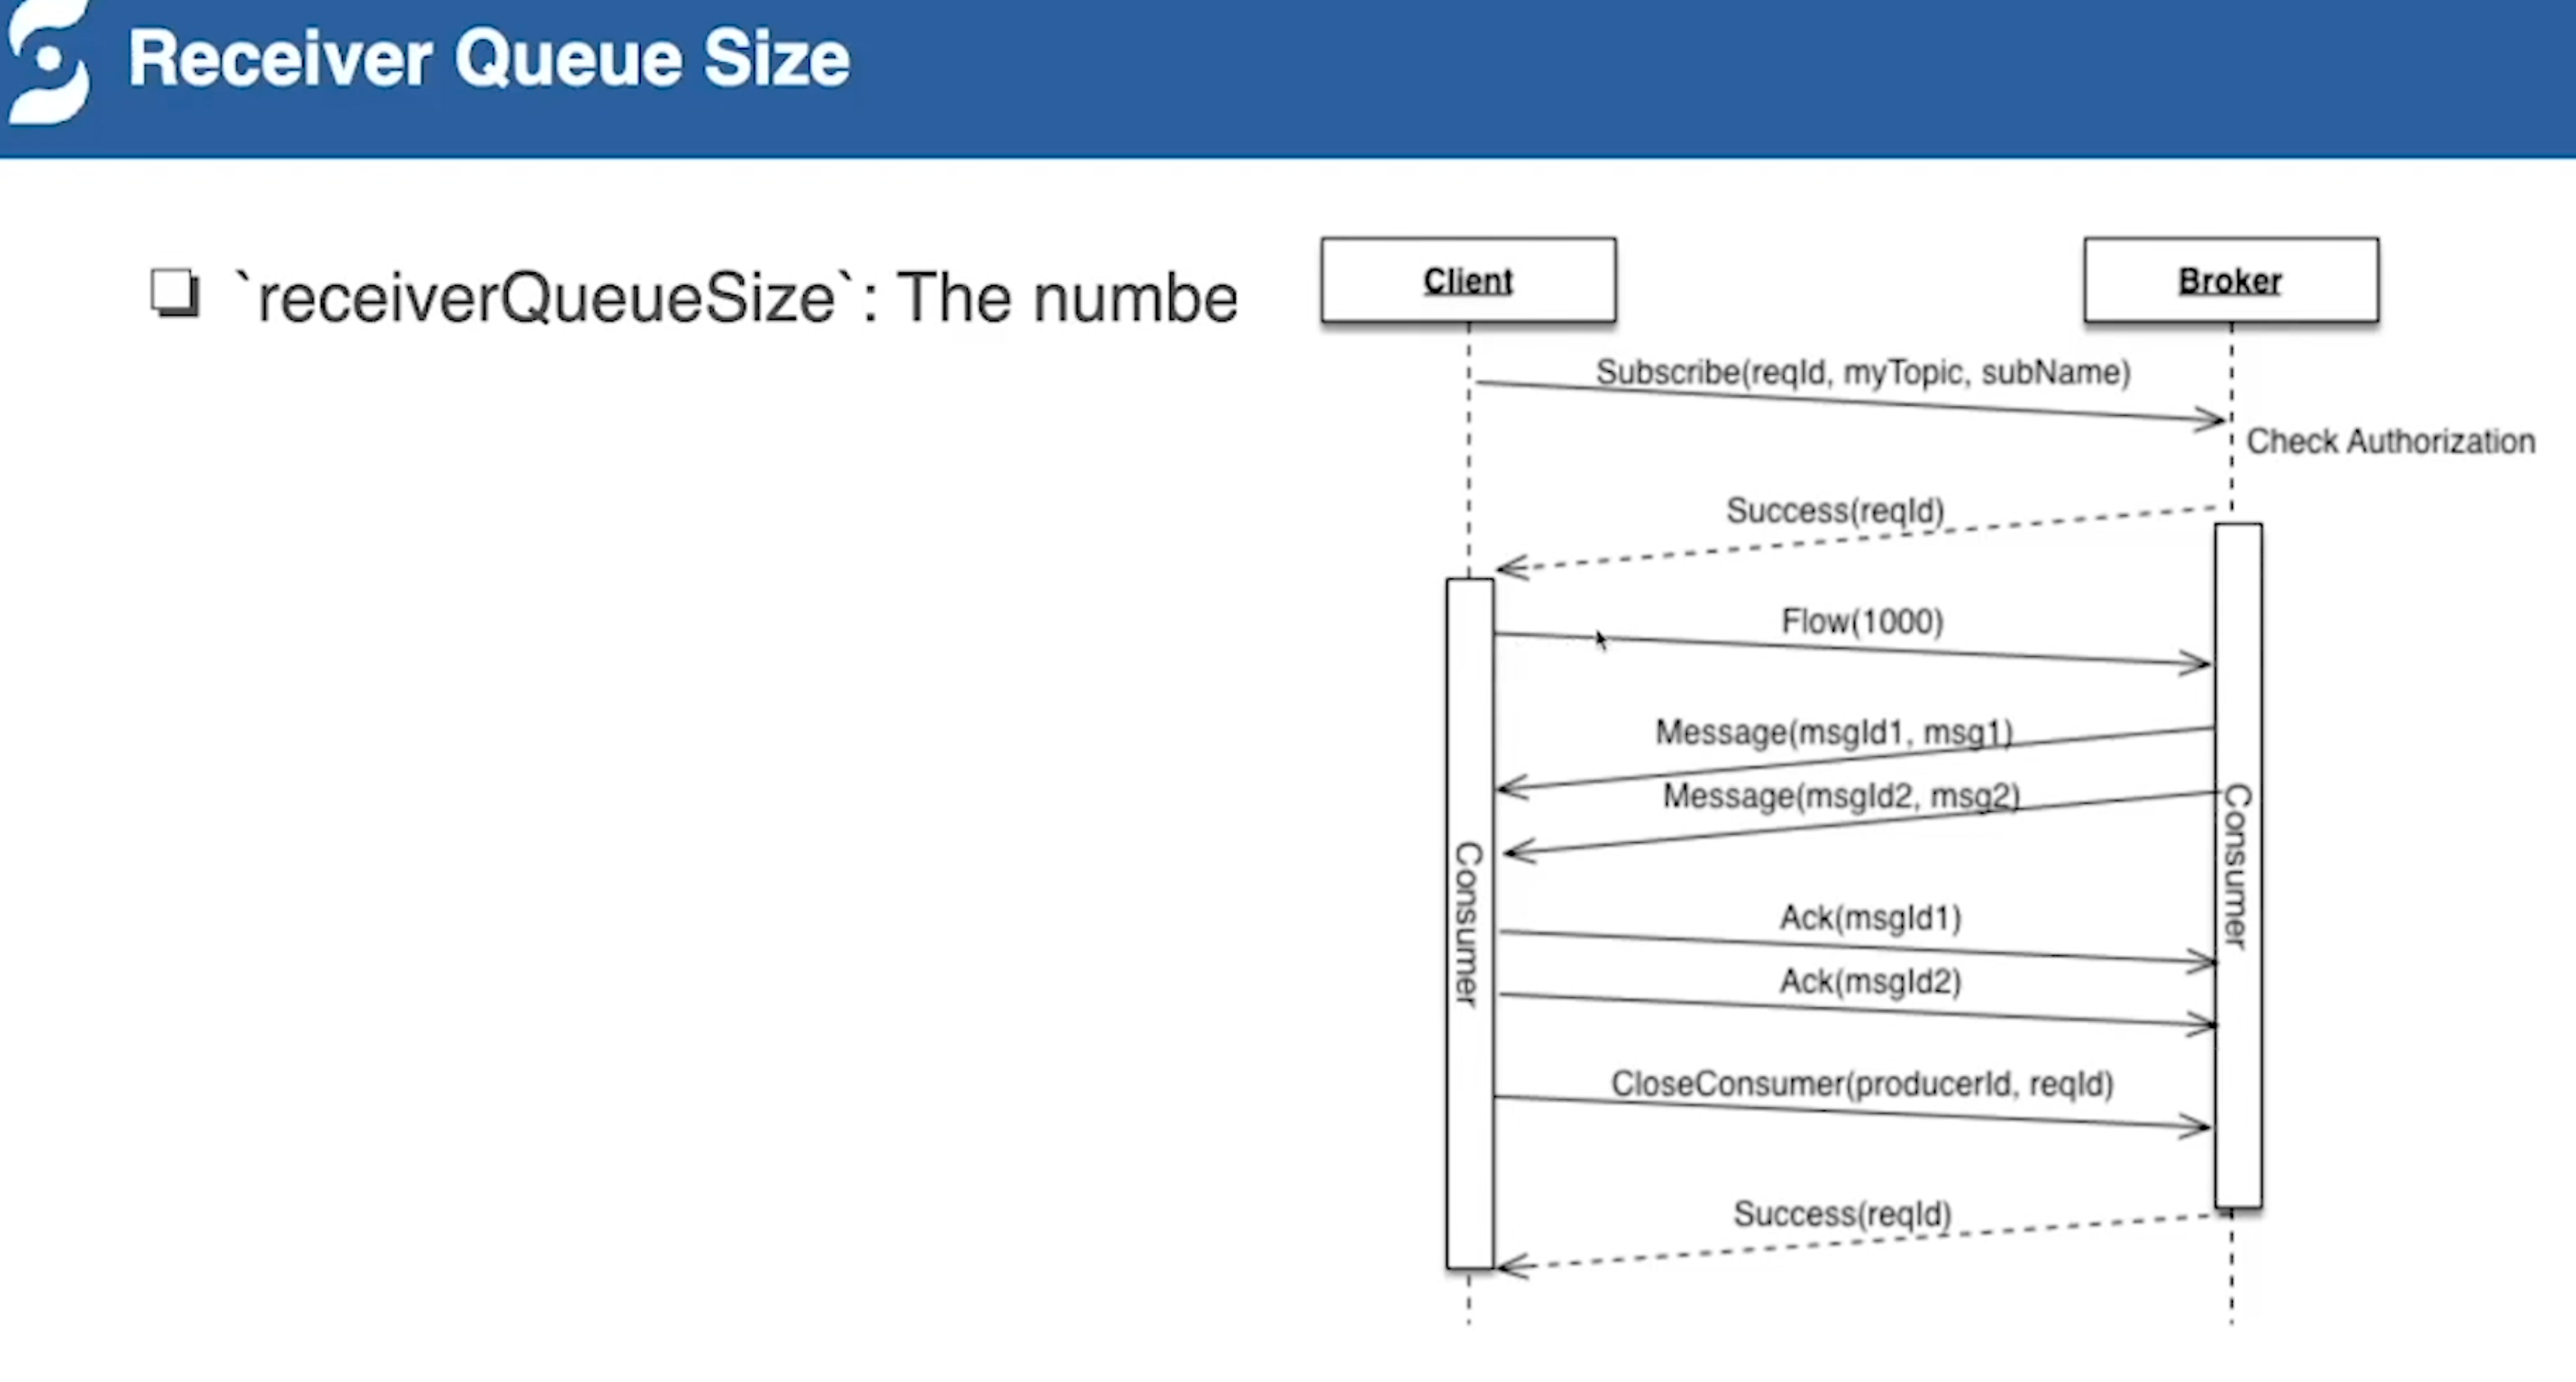 Receiver Queue Size
`receiverQueueSize`: The numbe
Client
Broker
Subscribe(reqId, myTopic, subName)
Check Authorization
Success(reqId)
Flow(1000)
Message(msgId1, msg1)
Message(msgId2, msg2)
Consumer
Consumer
Ack(msgId1)
Ack(msgId2)
CloseConsumer(producerId, reqId)
Success(reqId)